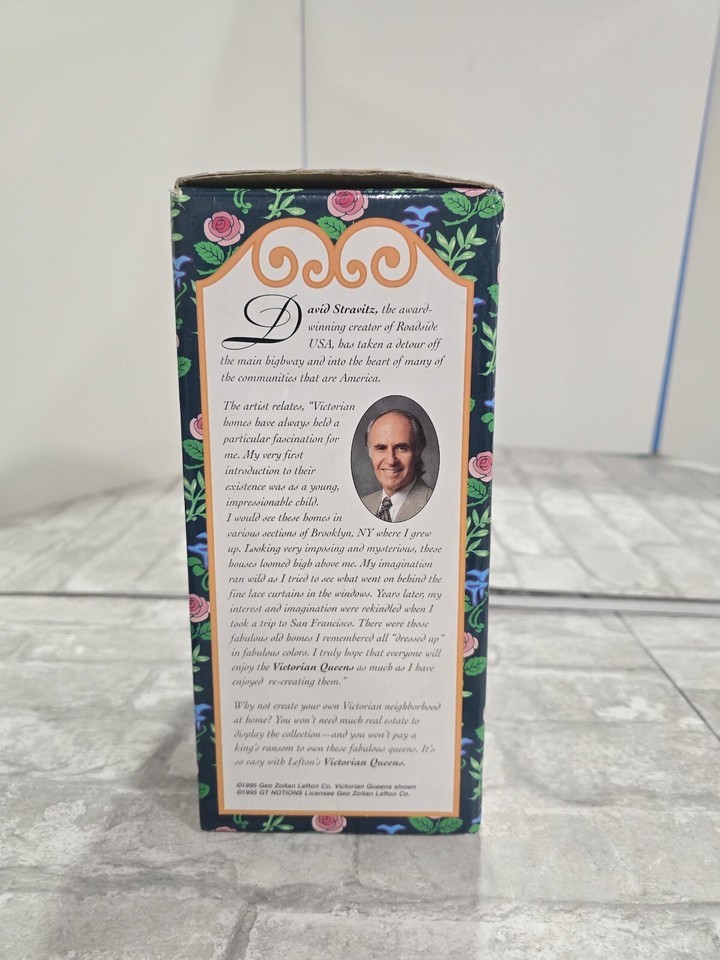 David Stravitz, the award-
winning creator of Roadside
USA, has taken a detour off
the main highway and into the heart of many of
the communities that are America.
The artist relates, "Victorian
homes have always held a
particular fascination for
me. My very first
introduction to their
existence was as a young,
impressionable child.
I would see these homes in
various sections of Brooklyn, NY where I grew
up. Looking very imposing and mysterious, these
houses loomed high above me. My imagination
ran wild as I tried to see what went on behind the
fine lace curtains in the windows. Years later, my
interest and imagination were rekindled when I
took a trip to San Francisco. There were those
fabulous old homes I remembered all "dressed up"
in fabulous colors. I truly hope that everyone will
enjoy the Victorian Queens as much as I have
enjoyed re-creating them."
Why not create your own Victorian neighborhood
at home? You won't need much real estate to
display the collection—and you won't pay a
king's ransom to own these fabulous queens. It's
so easy with Lefton's Victorian Queens.
©1995 Geo Zoltan Lefton Co. Victorian Queens shown
©1995 GT NOTIONS Licensee Geo Zoltan Lefton Co.